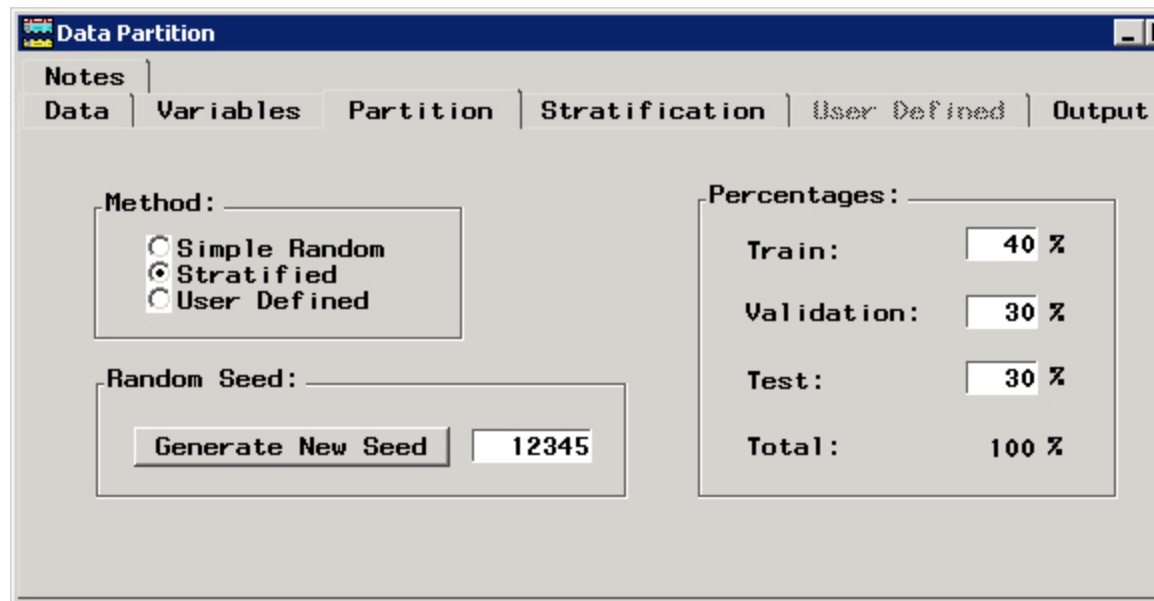 Data Partition
Notes
Data Variables Partition Stratification User Defined Output
Method:
Simple Random
Stratified
User Defined
Random Seed:
Generate New Seed 12345
Percentages:
Train: 40 %
Validation: 30 %
Test: 30 %
Total: 100 %